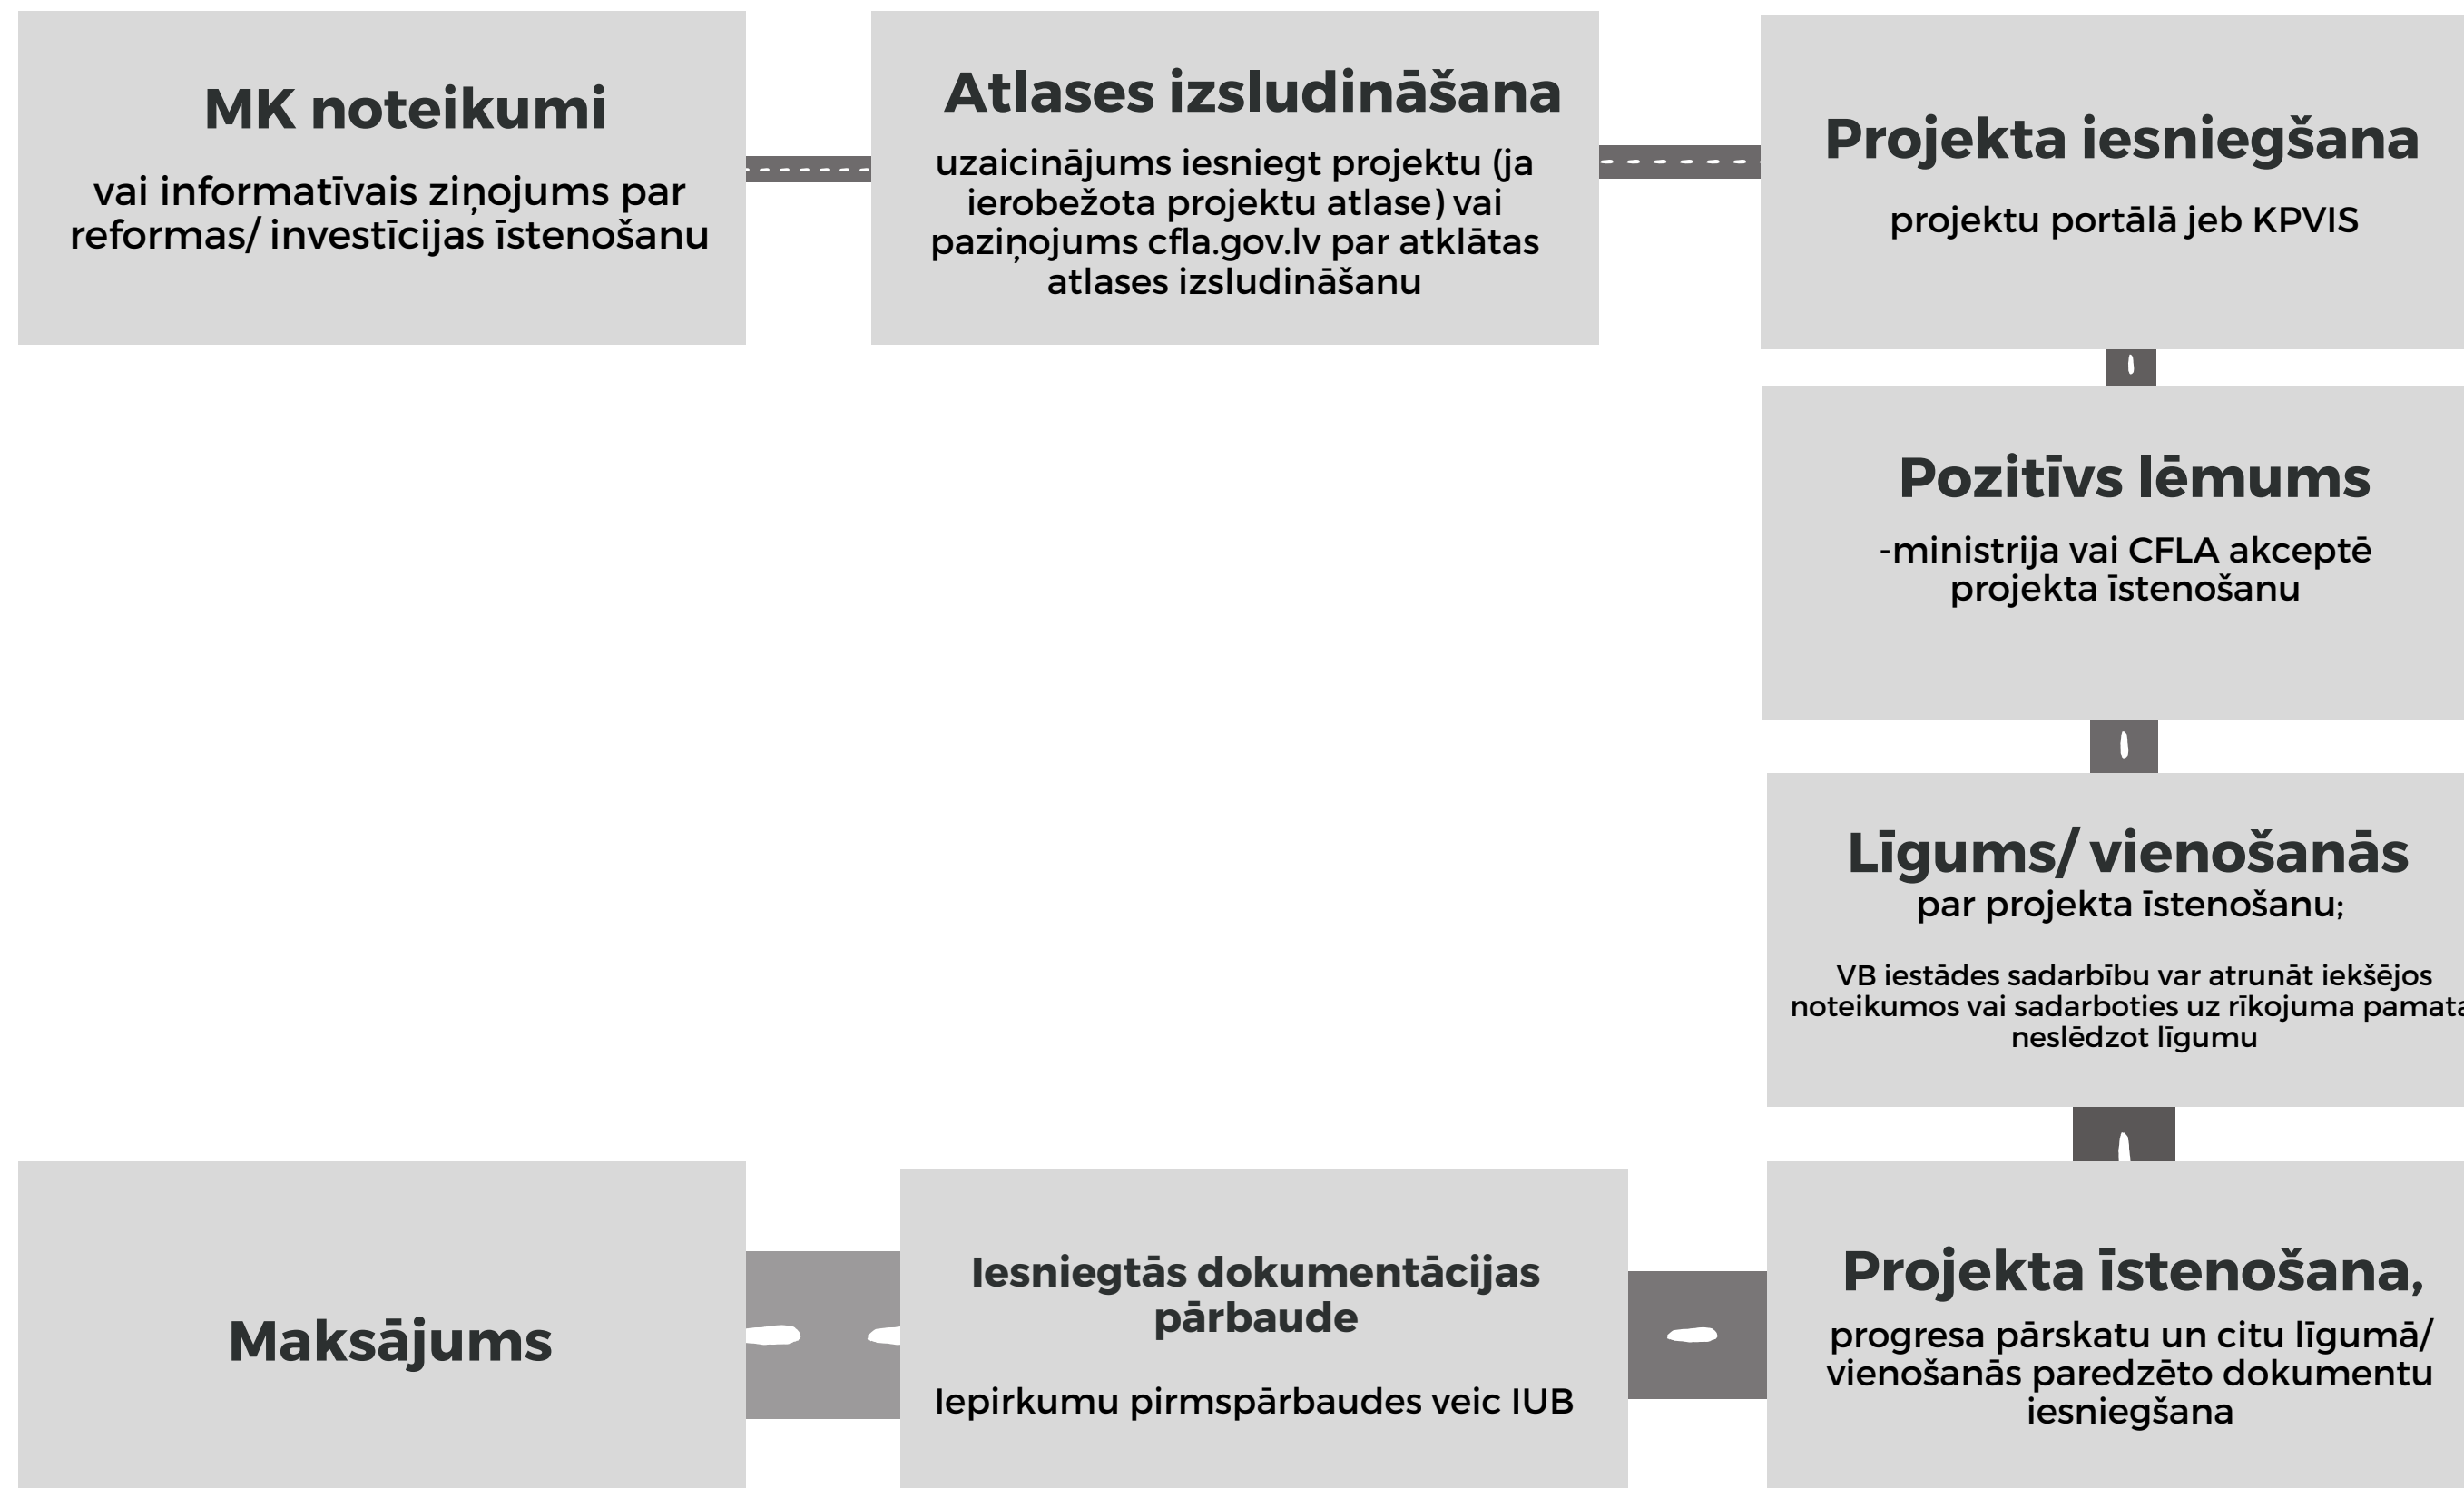 MK noteikumi
vai informatīvais ziņojums par
reformas/ investīcijas īstenošanu
Atlases izsludināšana
uzaicinājums iesniegt projektu (ja
ierobežota projektu atlase) vai
paziņojums cfla.gov.lv par atklātas
atlases izsludināšanu
Projekta iesniegšana
projektu portālā jeb KPVIS
Pozitīvs lēmums
-ministrija vai CFLA akceptē
projekta īstenošanu
Līgums/ vienošanās
par projekta īstenošanu;
VB iestādes sadarbību var atrunāt iekšējos
noteikumos vai sadarboties uz rīkojuma pamata
neslēdzot līgumu
Projekta īstenošana,
progresa pārskatu un citu līgumā/
vienošanās paredzēto dokumentu
iesniegšana
Iesniegtās dokumentācijas
pārbaude
Iepirkumu pirmspārbaudes veic IUB
Maksājums